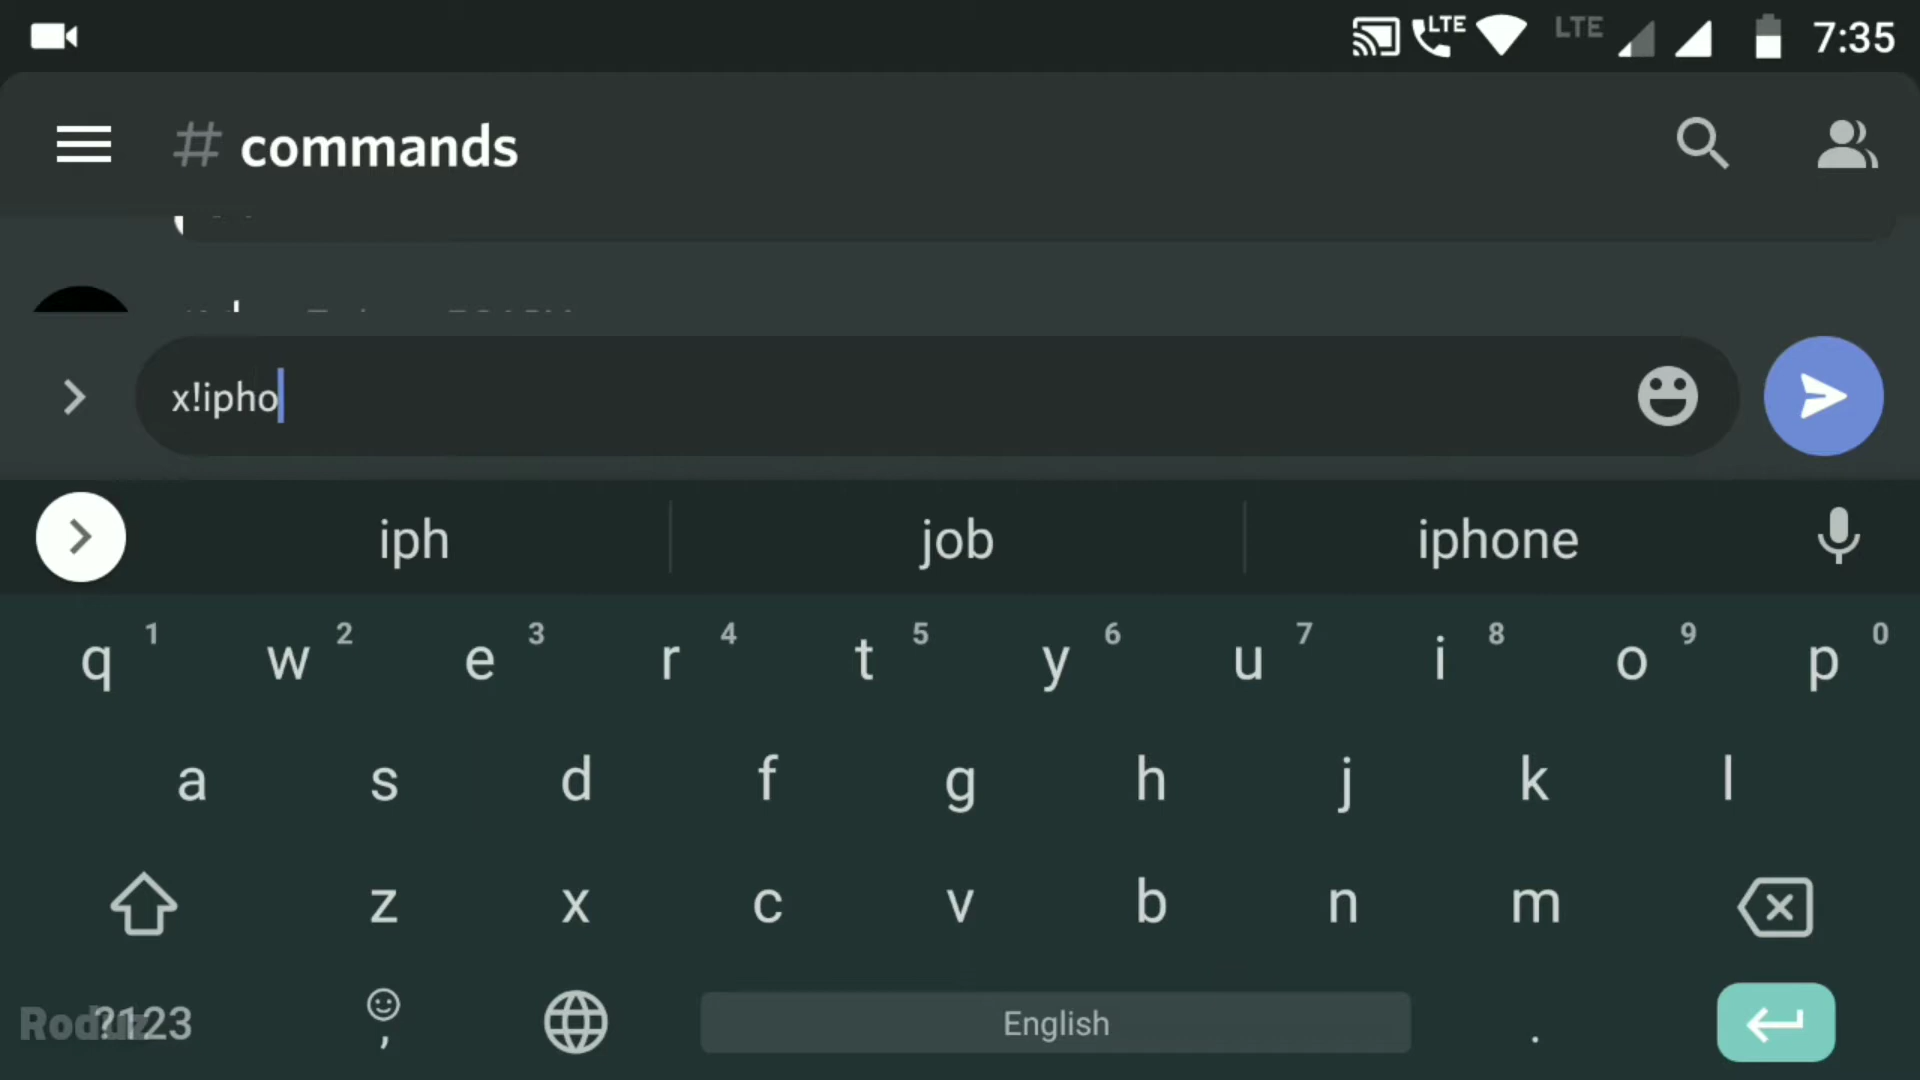 LTE LTE 7:35
# commands
x!ipho
iph job iphone
1 2 3 4 5 6 7 8 9 0
q w e r t y u i o p
a s d f g h j k l
z x c v b n m
?123 , English .